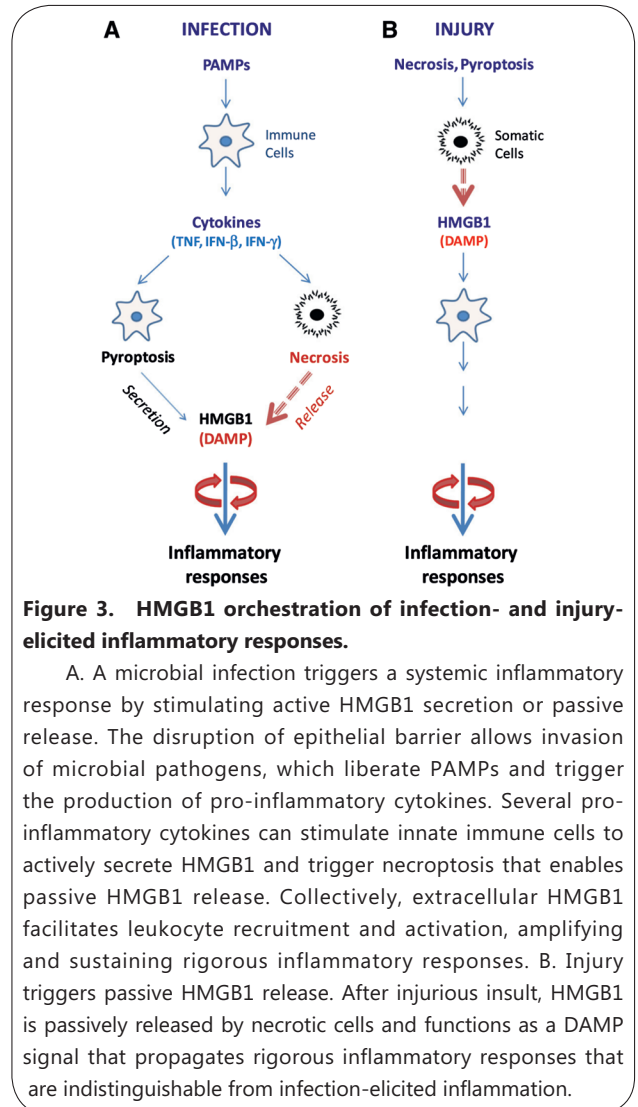 A INFECTION
PAMPs
Immune
Cells
Cytokines
(TNF, IFN-β, IFN-γ)
Pyroptosis
Necrosis
Secretion
Release
HMGB1
(DAMP)
Inflammatory
responses
B INJURY
Necrosis, Pyroptosis
Somatic
Cells
HMGB1
(DAMP)
Inflammatory
responses
Figure 3. HMGB1 orchestration of infection- and injury-
elicited inflammatory responses.
A. A microbial infection triggers a systemic inflammatory
response by stimulating active HMGB1 secretion or passive
release. The disruption of epithelial barrier allows invasion
of microbial pathogens, which liberate PAMPs and trigger
the production of pro-inflammatory cytokines. Several pro-
inflammatory cytokines can stimulate innate immune cells to
actively secrete HMGB1 and trigger necroptosis that enables
passive HMGB1 release. Collectively, extracellular HMGB1
facilitates leukocyte recruitment and activation, amplifying
and sustaining rigorous inflammatory responses. B. Injury
triggers passive HMGB1 release. After injurious insult, HMGB1
is passively released by necrotic cells and functions as a DAMP
signal that propagates rigorous inflammatory responses that
are indistinguishable from infection-elicited inflammation.